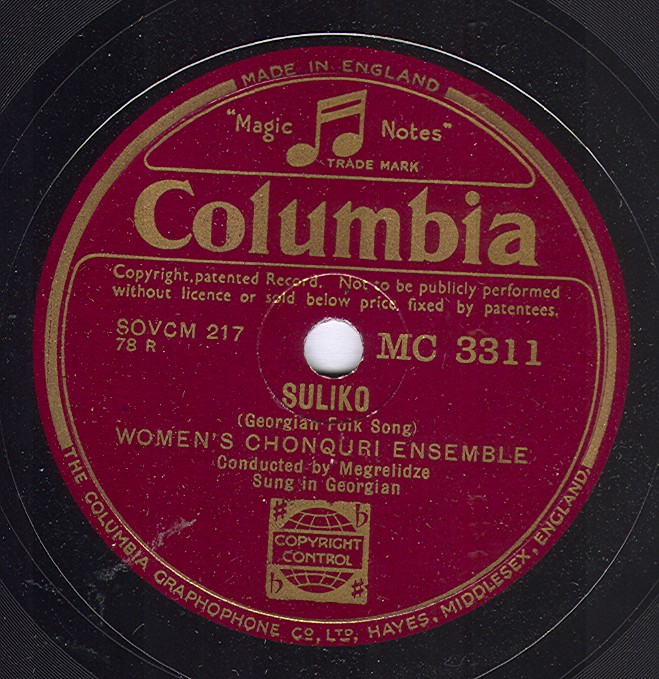 MADE IN ENGLAND
"Magic Notes"
TRADE MARK
Columbia
Copyright, patented Record. Not to be publicly performed
without licence or sold below price fixed by patentees.
SOVCM 217
78 R
MC 3311
SULIKO
(Georgian Folk Song)
WOMEN'S CHONQURI ENSEMBLE
Conducted by Megrelidze
Sung in Georgian
COPYRIGHT
CONTROL
THE COLUMBIA GRAPHOPHONE CO, LTD, HAYES, MIDDLESEX, ENGLAND